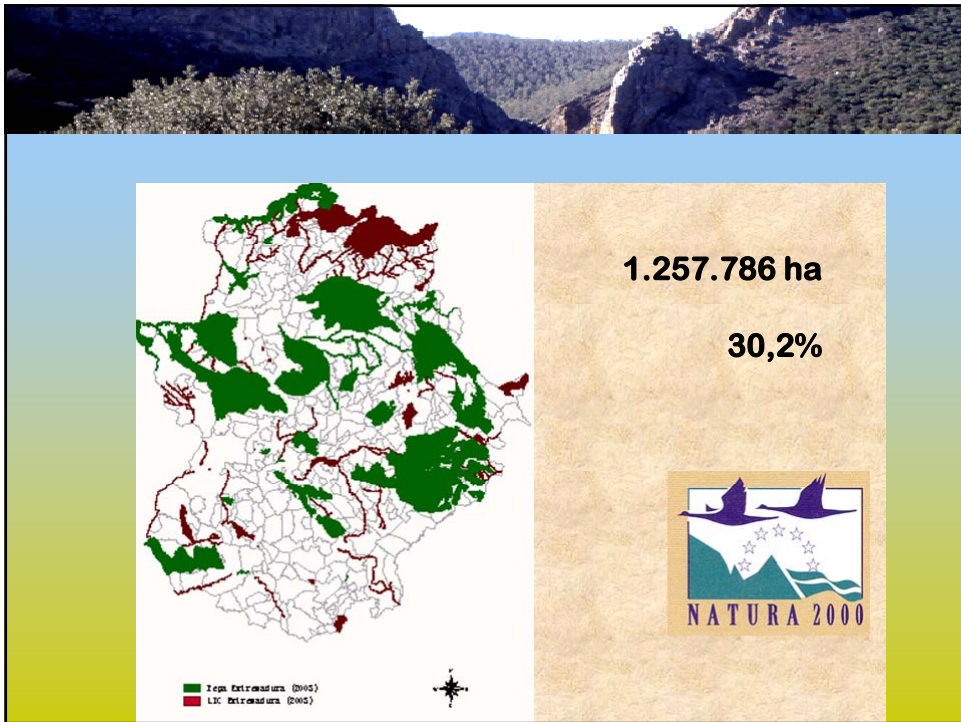 1.257.786 ha
30,2%
NATURA 2000
Zepa Extremadura (2005)
LIC Extremadura (2005)